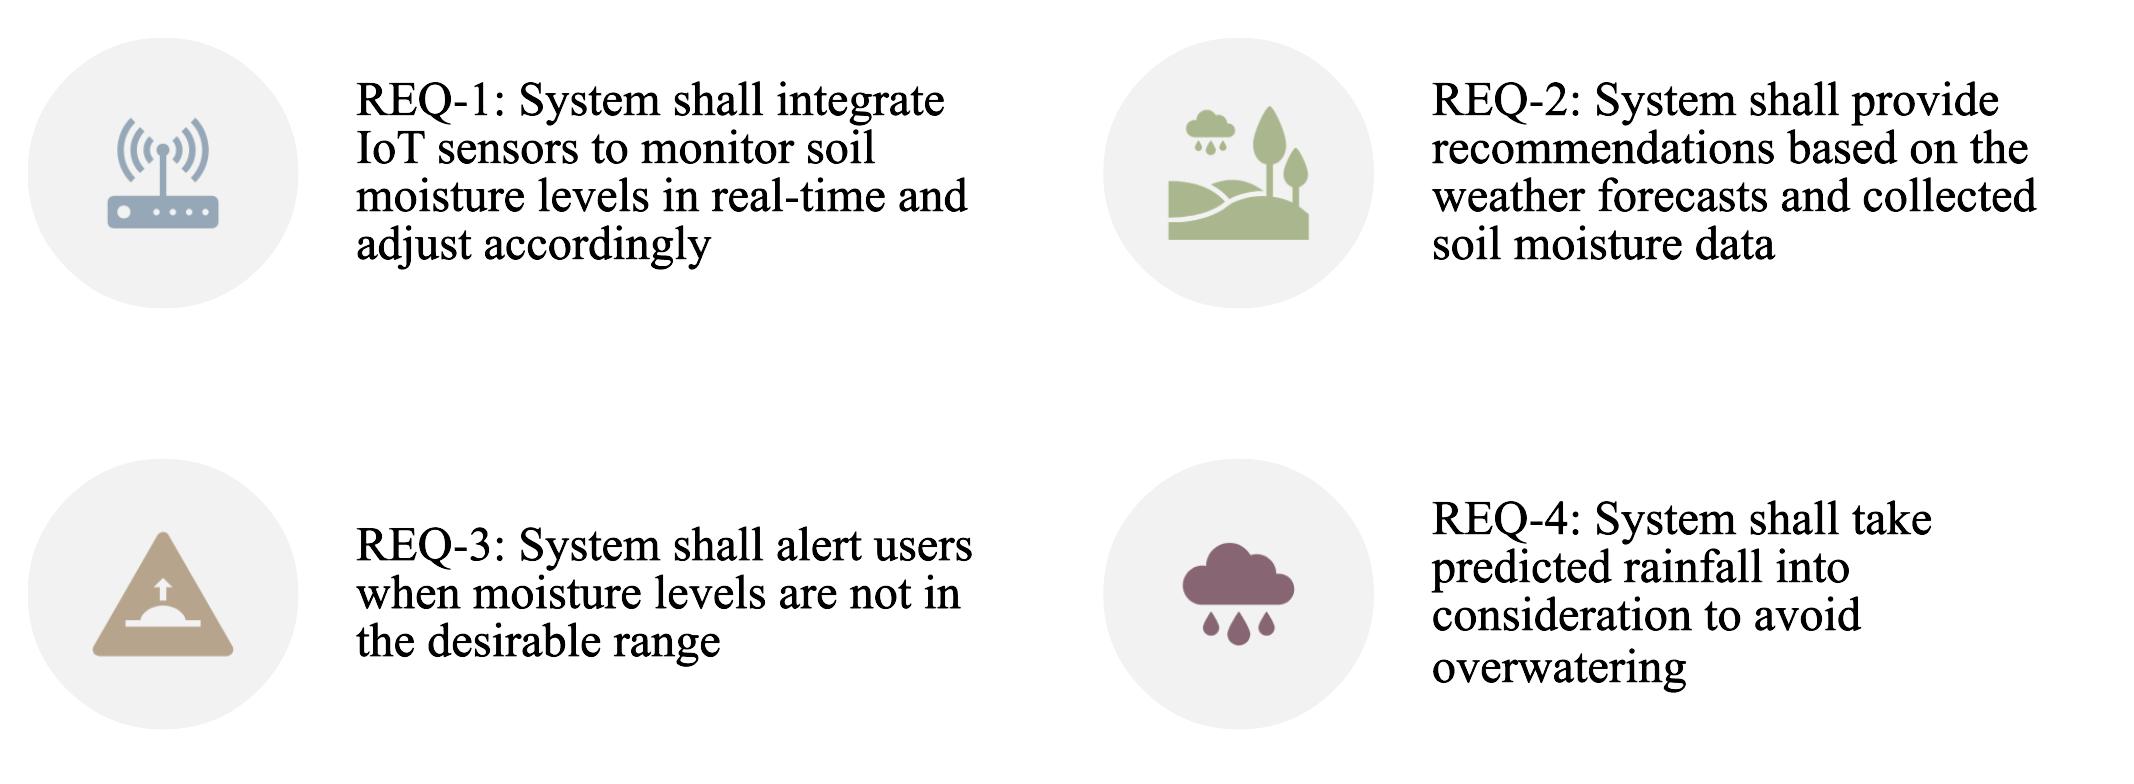 REQ-1: System shall integrate
IoT sensors to monitor soil
moisture levels in real-time and
adjust accordingly
REQ-2: System shall provide
recommendations based on the
weather forecasts and collected
soil moisture data
REQ-3: System shall alert users
when moisture levels are not in
the desirable range
REQ-4: System shall take
predicted rainfall into
consideration to avoid
overwatering